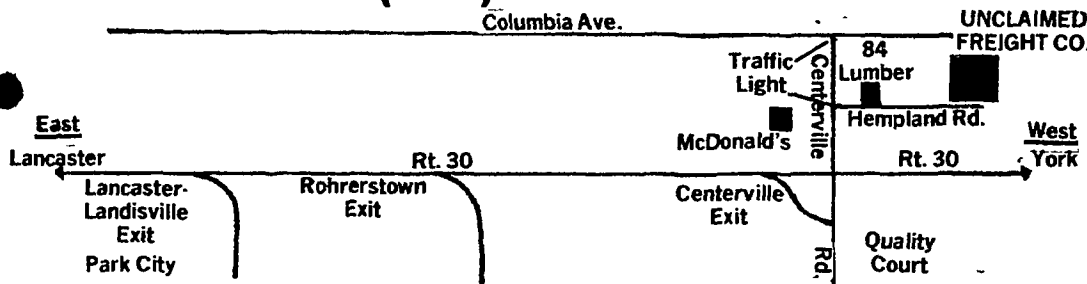 Columbia Ave.
UNCLAIMED
FREIGHT CO.
Traffic
Light
Centerville
84
Lumber
Hempland Rd.
McDonald's
East
Lancaster
Rt. 30
Rt. 30
West
York
Lancaster-
Landisville
Exit
Park City
Rohrerstown
Exit
Centerville
Exit
Rd.
Quality
Court